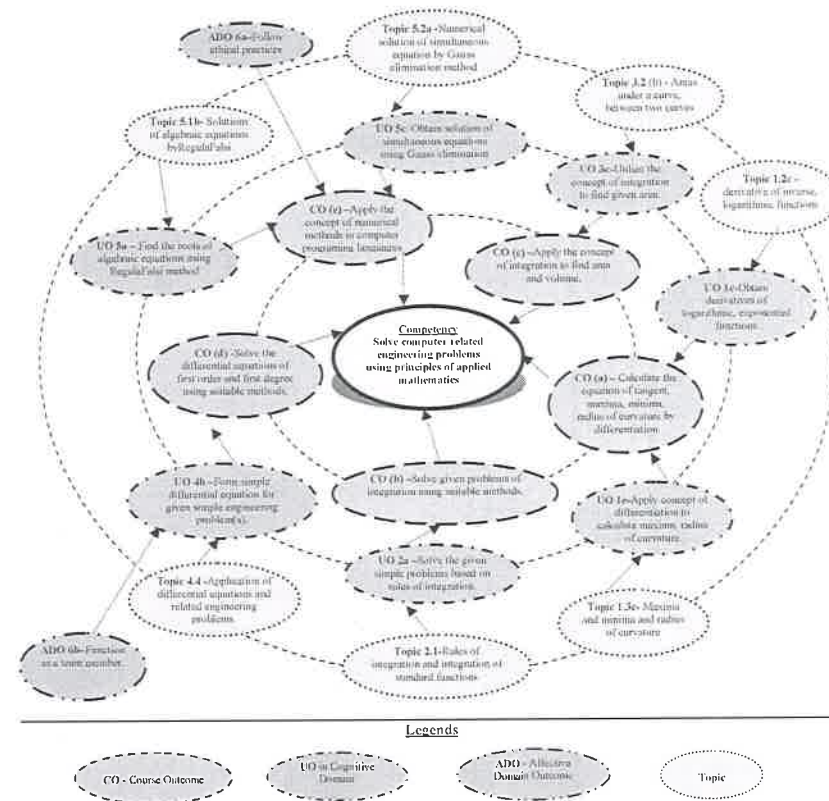 ADO 6a-Follow
ethical practices
Topic 5.2a -Numerical
solution of simultaneous
equation by Gauss
elimination method
Topic 3.2 (b) - Areas
under a curve,
between two curves
Topic 5.1b- Solutions
of algebraic equations
byRegulaFalsi
UO 5c- Obtain solution of
simultaneous equations
using Gauss elimination
UO 3c-Utilize the
concept of integration
to find given area.
Topic 1.2c -
derivative of inverse,
logarithmic, functions
CO (e) –Apply the
concept of numerical
methods in computer
programing languages
UO 5a – Find the roots of
algebraic equations using
RegulaFalsi method
CO (c) –Apply the concept
of integration to find area
and volume.
UO 1c-Obtain
derivatives of
logarithmic, exponential
functions
Competency
Solve computer related
engineering problems
using principles of applied
mathematics
CO (d) -Solve the
differential equations of
first order and first degree
using suitable methods.
CO (a) – Calculate the
equation of tangent,
maxima, minima,
radius of curvature by
differentiation.
UO 4b –Form simple
differential equation for
given simple engineering
problem(s).
CO (b) –Solve given problems of
integration using suitable methods.
UO 1e-Apply concept of
differentiation to
calculate maxima, radius
of curvature.
UO 2a –Solve the given
simple problems based on
rules of integration.
Topic 4.4 -Application of
differential equations and
related engineering
problems.
Topic 1.3c- Maxima
and minima and radius
of curvature
ADO 6b- Function
as a team member.
Topic 2.1-Rules of
integration and integration of
standard functions
Legends
CO - Course Outcome
UO in Cognitive
Domain
ADO - Affective
Domain Outcome
Topic